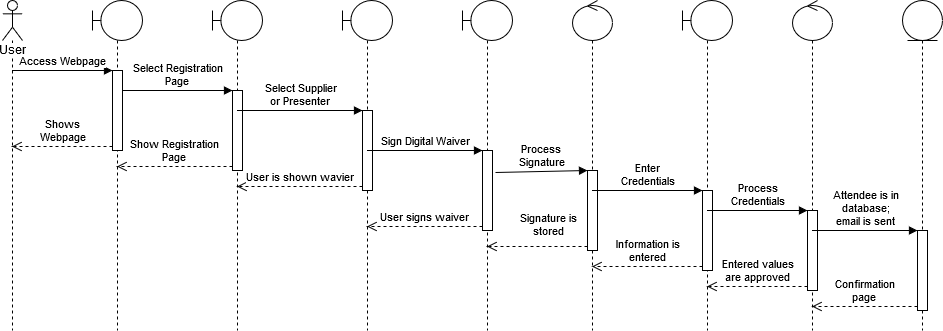 User
Access Webpage
Select Registration
Page
Select Supplier
or Presenter
Shows
Webpage
Show Registration
Page
Sign Digital Waiver
User is shown wavier
Process
Signature
User signs waiver
Enter
Credentials
Signature is
stored
Process
Credentials
Information is
entered
Attendee is in
database;
email is sent
Entered values
are approved
Confirmation
page